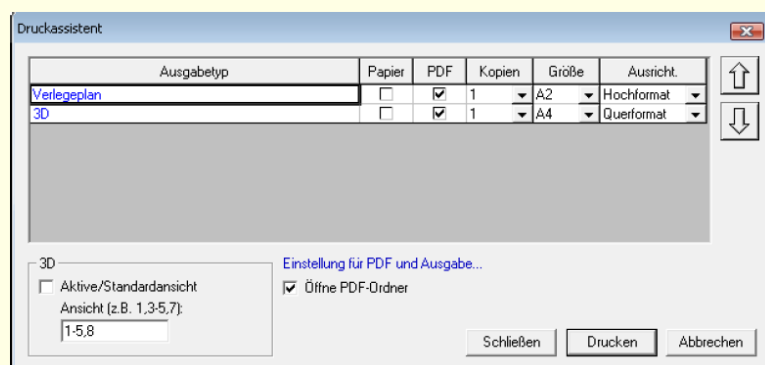 Druckassistent
Ausgabetyp Papier PDF Kopien Größe Ausricht.
Verlegeplan 1 A2 Hochformat
3D 1 A4 Querformat
3D
Aktive/Standardansicht
Ansicht (z.B. 1,3-5,7):
1-5,8
Einstellung für PDF und Ausgabe...
Öffne PDF-Ordner
Schließen Drucken Abbrechen